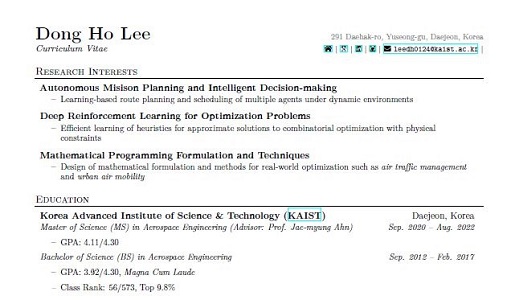 Dong Ho Lee
Curriculum Vitae
291 Daehak-ro, Yuseong-gu, Daejeon, Korea
| | | | leedh0124@kaist.ac.kr |
Research Interests
Autonomous Misison Planning and Intelligent Decision-making
– Learning-based route planning and scheduling of multiple agents under dynamic environments
Deep Reinforcement Learning for Optimization Problems
– Efficient learning of heuristics for approximate solutions to combinatorial optimization with physical
constraints
Mathematical Programming Formulation and Techniques
– Design of mathematical formulation and methods for real-world optimization such as air traffic management
and urban air mobility
Education
Korea Advanced Institute of Science & Technology (KAIST) Daejeon, Korea
Master of Science (MS) in Aerospace Engineering (Advisor: Prof. Jae-myung Ahn) Sep. 2020 – Aug. 2022
– GPA: 4.11/4.30
Bachelor of Science (BS) in Aerospace Engineering Sep. 2012 – Feb. 2017
– GPA: 3.92/4.30, Magna Cum Laude
– Class Rank: 56/573, Top 9.8%